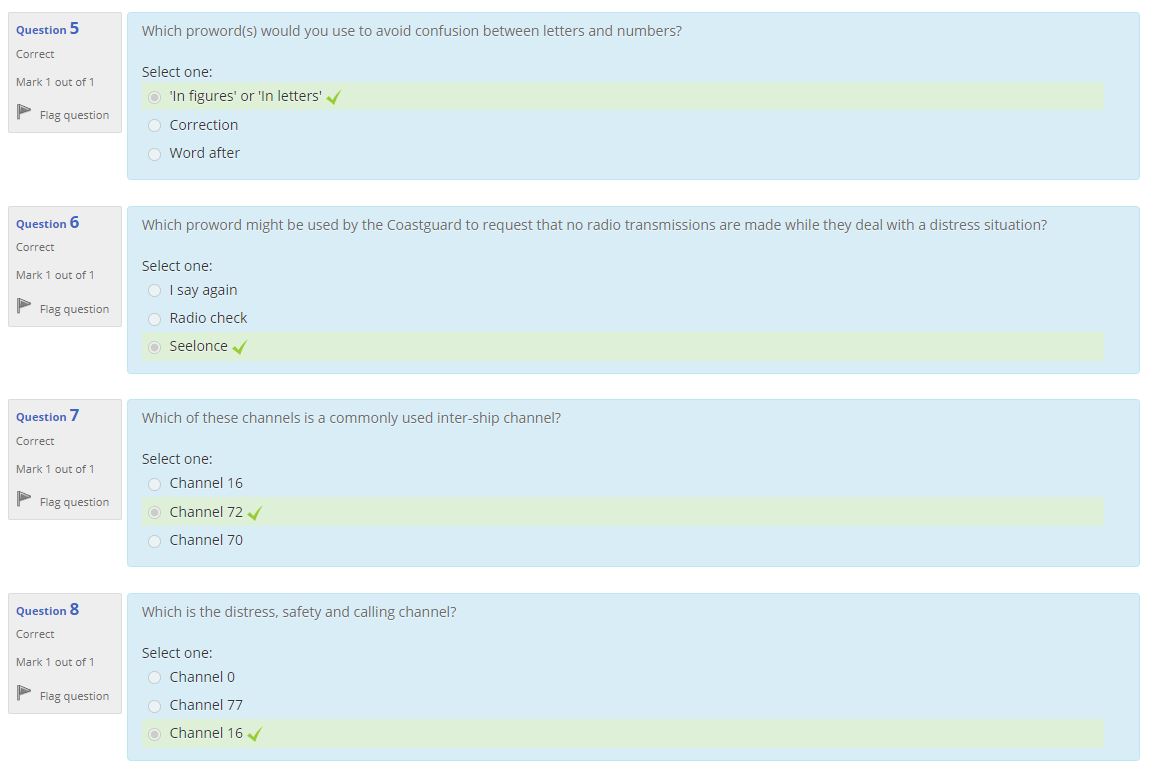 Question 5
Correct
Mark 1 out of 1
Flag question
Which proword(s) would you use to avoid confusion between letters and numbers?
Select one:
'In figures' or 'In letters'
Correction
Word after
Question 6
Correct
Mark 1 out of 1
Flag question
Which proword might be used by the Coastguard to request that no radio transmissions are made while they deal with a distress situation?
Select one:
I say again
Radio check
Seelonce
Question 7
Correct
Mark 1 out of 1
Flag question
Which of these channels is a commonly used inter-ship channel?
Select one:
Channel 16
Channel 72
Channel 70
Question 8
Correct
Mark 1 out of 1
Flag question
Which is the distress, safety and calling channel?
Select one:
Channel 0
Channel 77
Channel 16